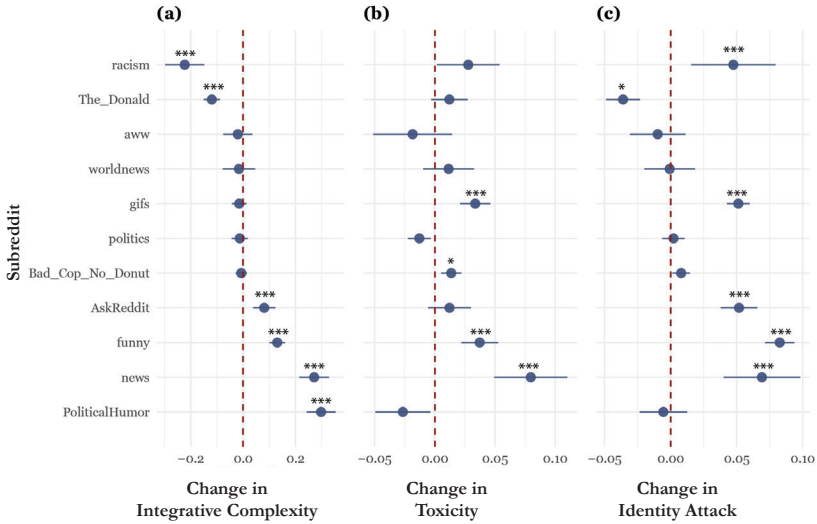 (a) (b) (c)
Subreddit
racism *** ***
The_Donald *** *
aww
worldnews
gifs *** ***
politics
Bad_Cop_No_Donut *
AskReddit *** ***
funny *** *** ***
news *** *** ***
PoliticalHumor ***
−0.2 0.0 0.2 −0.05 0.00 0.05 −0.05 0.00 0.05 0.10
Change in
Integrative Complexity
Change in
Toxicity
Change in
Identity Attack